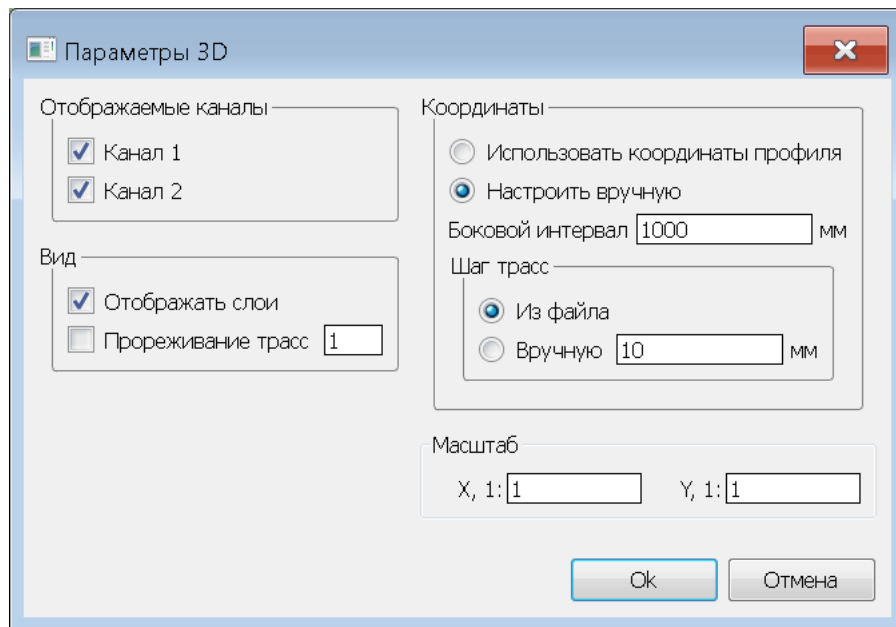 Параметры 3D
Отображаемые каналы
Канал 1
Канал 2
Вид
Отображать слои
Прореживание трасс 1
Координаты
Использовать координаты профиля
Настроить вручную
Боковой интервал 1000 мм
Шаг трасс
Из файла
Вручную 10 мм
Масштаб
X, 1: 1 Y, 1: 1
Ok Отмена